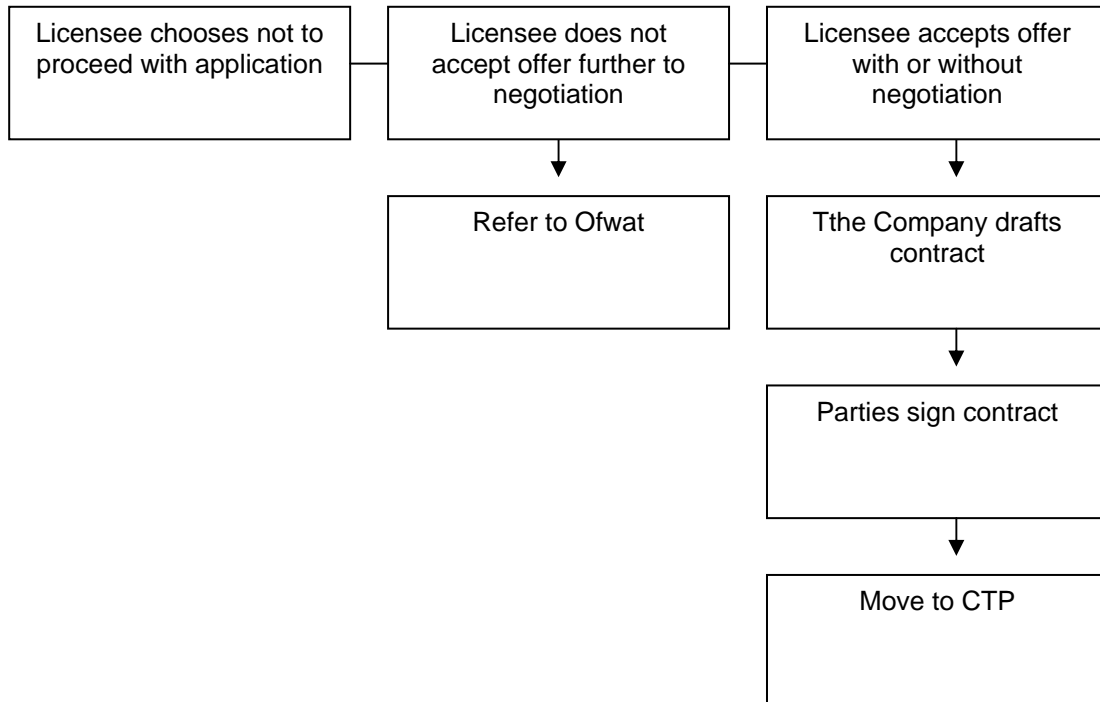 Licensee chooses not to
proceed with application
Licensee does not
accept offer further to
negotiation
Licensee accepts offer
with or without
negotiation
Refer to Ofwat
Tthe Company drafts
contract
Parties sign contract
Move to CTP